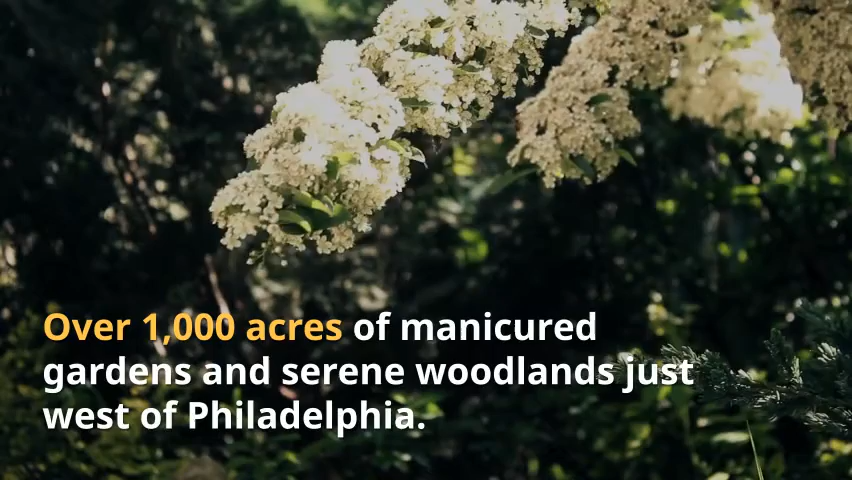 Over 1,000 acres of manicured
gardens and serene woodlands just
west of Philadelphia.